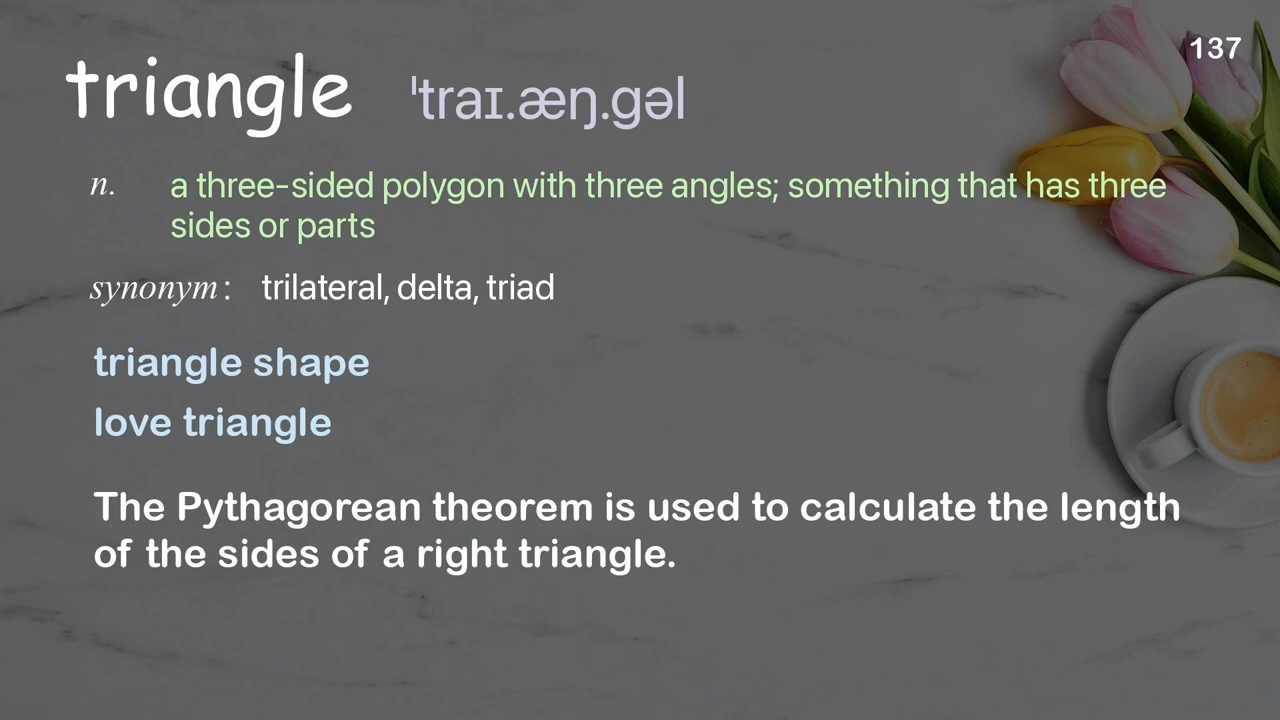 137
triangle ˈtraɪ.æŋ.gəl
n. a three-sided polygon with three angles; something that has three
sides or parts
synonym: trilateral, delta, triad
triangle shape
love triangle
The Pythagorean theorem is used to calculate the length
of the sides of a right triangle.